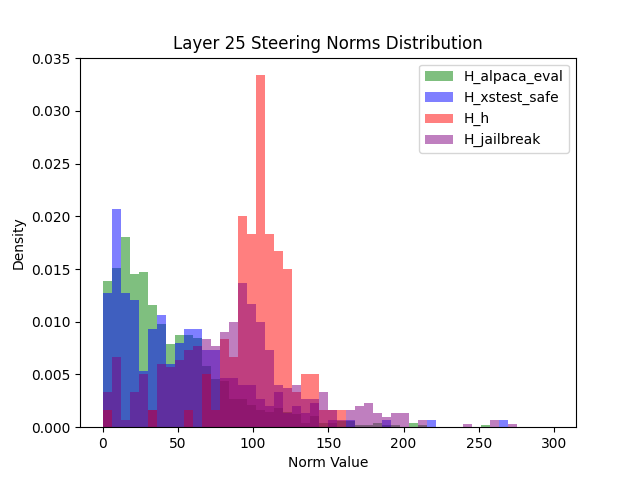 Layer 25 Steering Norms Distribution
H_alpaca_eval
H_xstest_safe
H_h
H_jailbreak
0.035
0.030
0.025
0.020
0.015
0.010
0.005
0.000
Density
0 50 100 150 200 250 300
Norm Value